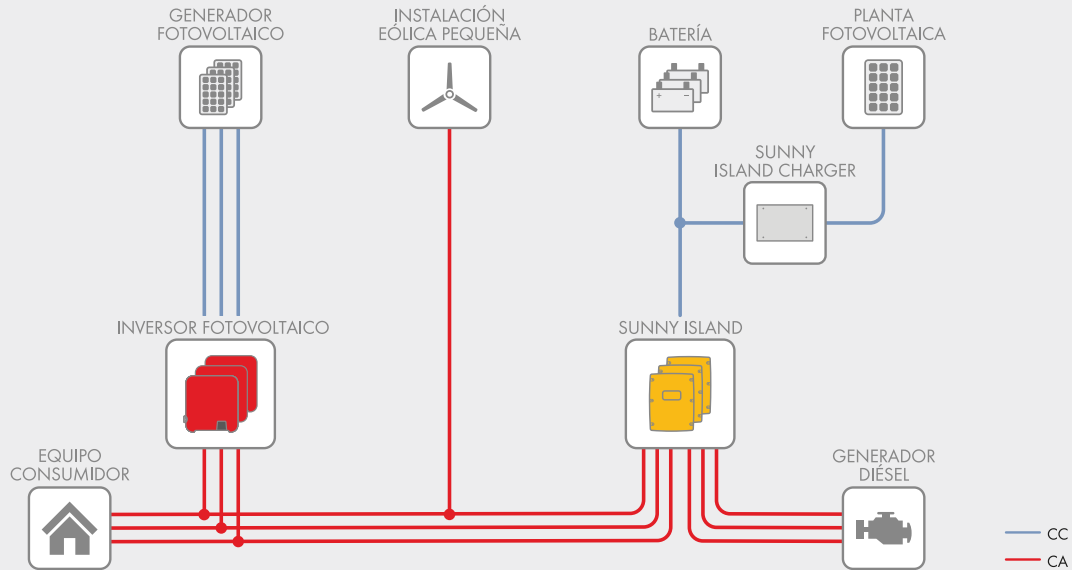 GENERADOR
FOTOVOLTAICO
INSTALACIÓN
EÓLICA PEQUEÑA
BATERÍA
PLANTA
FOTOVOLTAICA
+ −
SUNNY
ISLAND CHARGER
INVERSOR FOTOVOLTAICO
SUNNY ISLAND
EQUIPO
CONSUMIDOR
GENERADOR
DIÉSEL
CC
CA